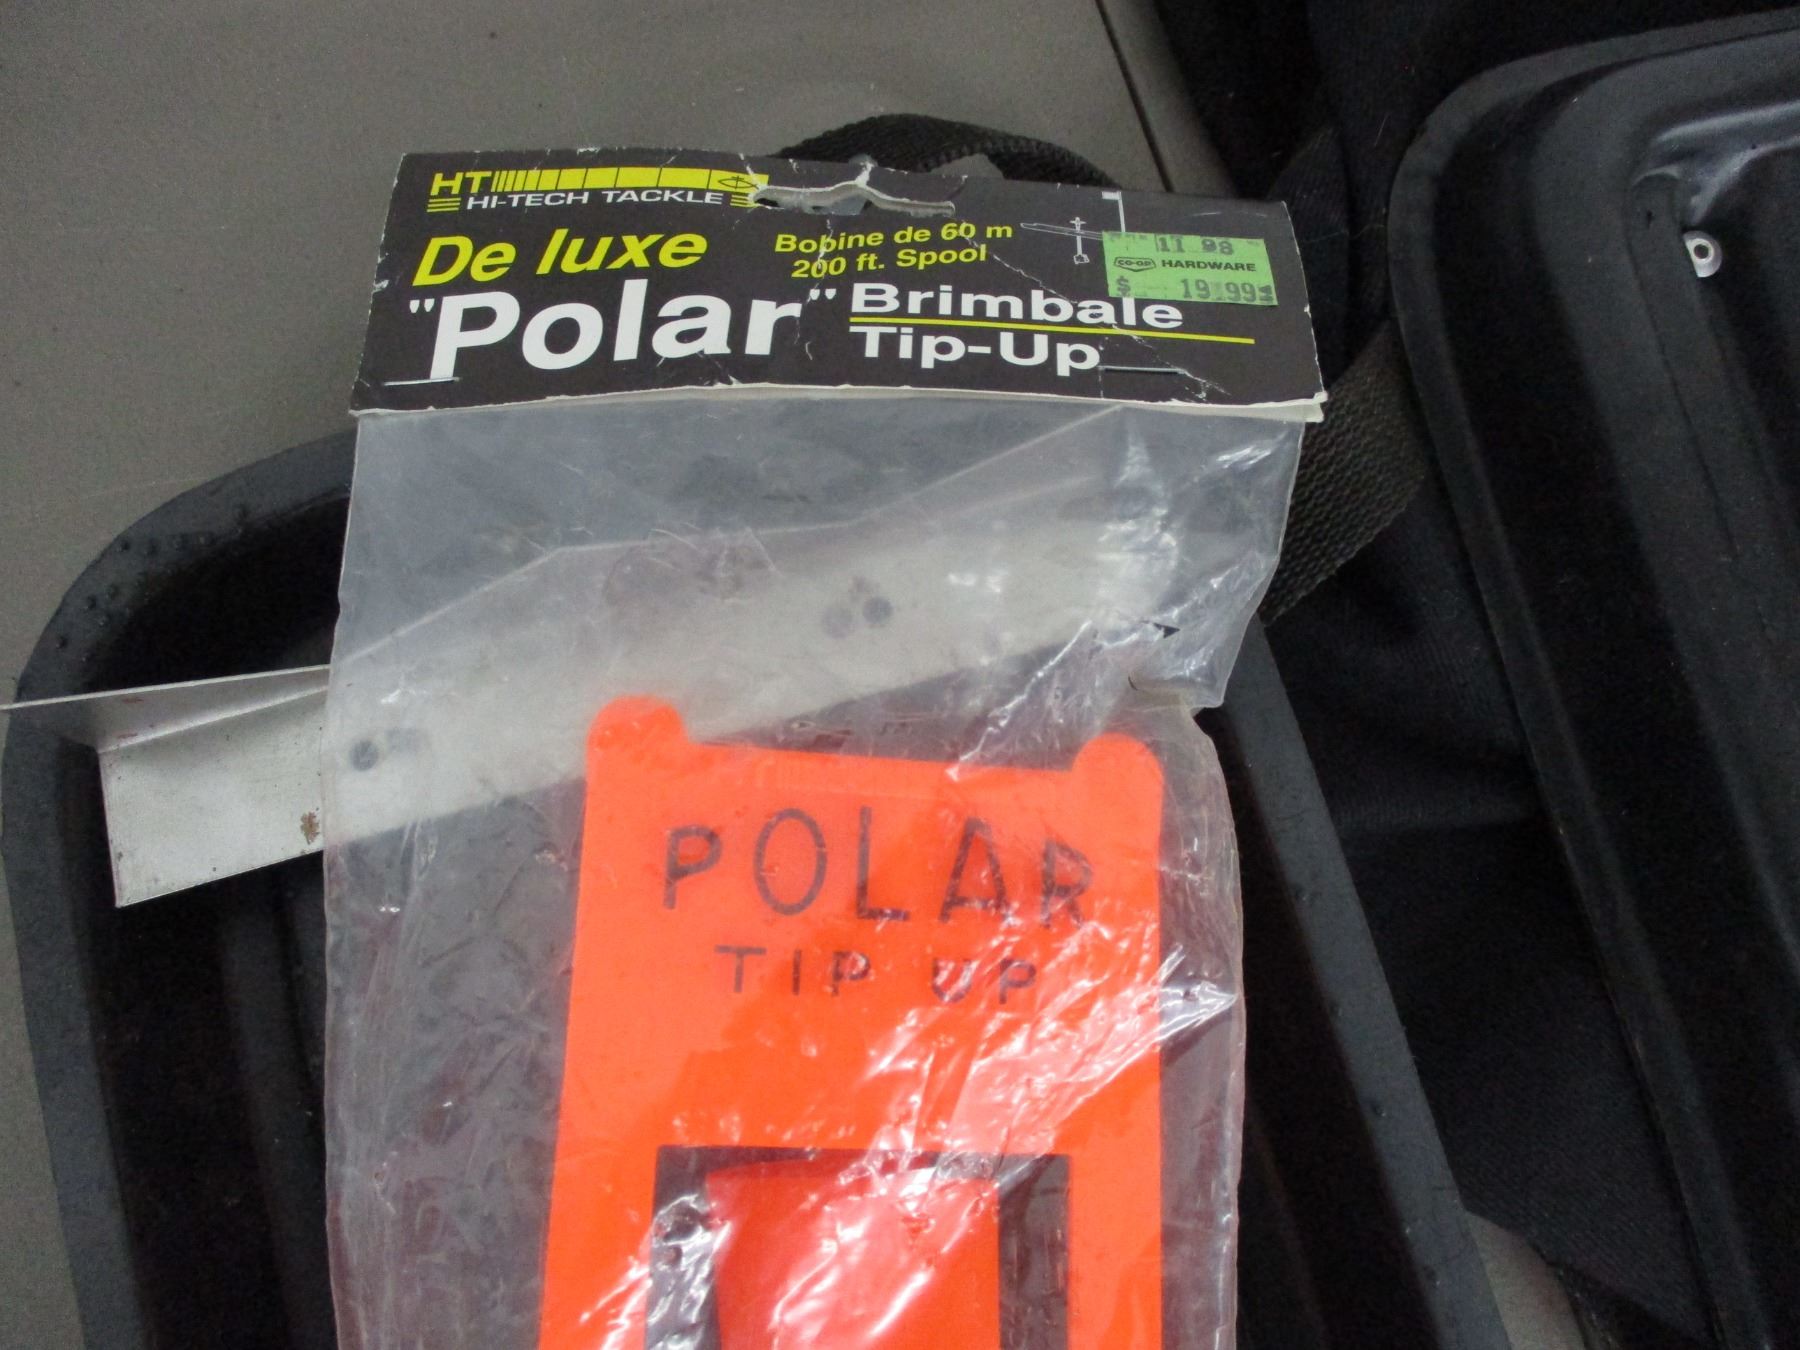 HT
HI-TECH TACKLE
De luxe
Bobine de 60 m
200 ft. Spool
"Polar"
Brimbale
Tip-Up
11 98
CO-OP HARDWARE
$ 19.99
POLAR
TIP UP